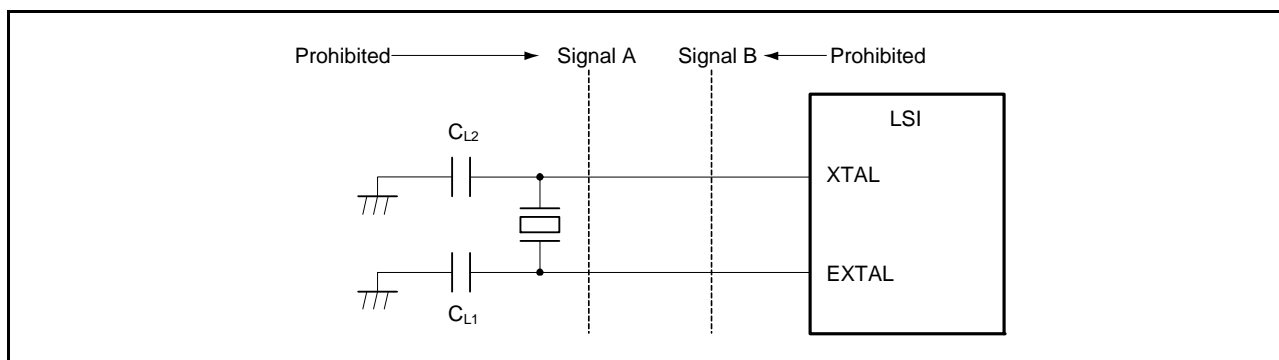 Prohibited Signal A Signal B Prohibited
LSI
CL2
XTAL
EXTAL
CL1